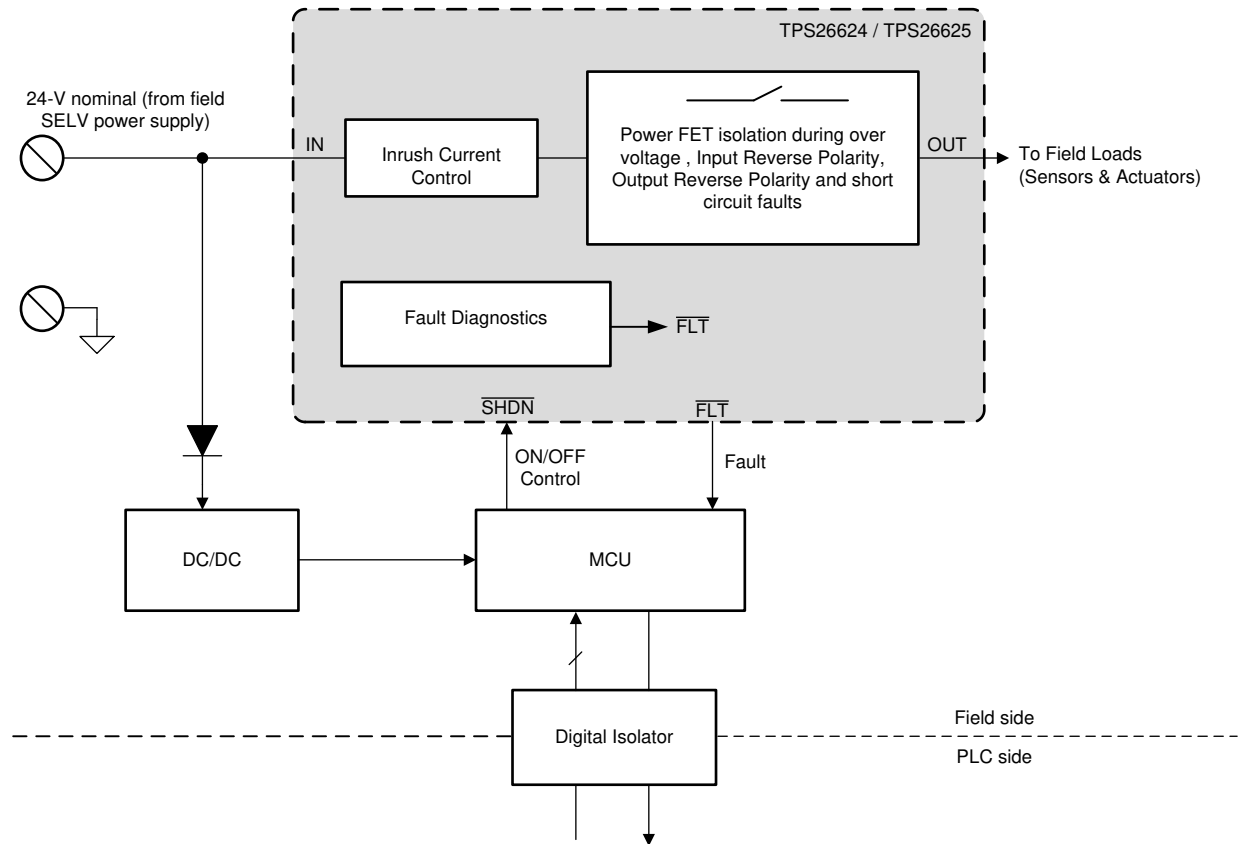 TPS26624 / TPS26625
24-V nominal (from field
SELV power supply)
IN
Inrush Current
Control
Power FET isolation during over
voltage , Input Reverse Polarity,
Output Reverse Polarity and short
circuit faults
OUT
To Field Loads
(Sensors & Actuators)
Fault Diagnostics
FLT
SHDN
FLT
ON/OFF
Control
Fault
DC/DC
MCU
Digital Isolator
Field side
PLC side